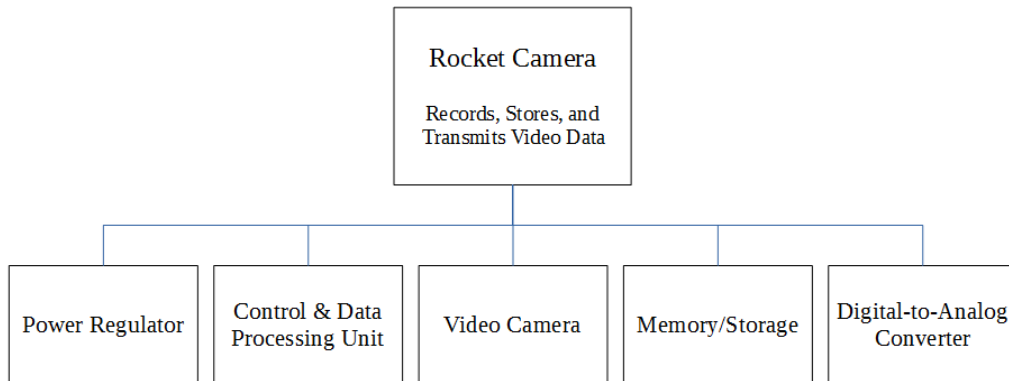 Rocket Camera
Records, Stores, and
Transmits Video Data
Power Regulator
Control & Data
Processing Unit
Video Camera
Memory/Storage
Digital-to-Analog
Converter